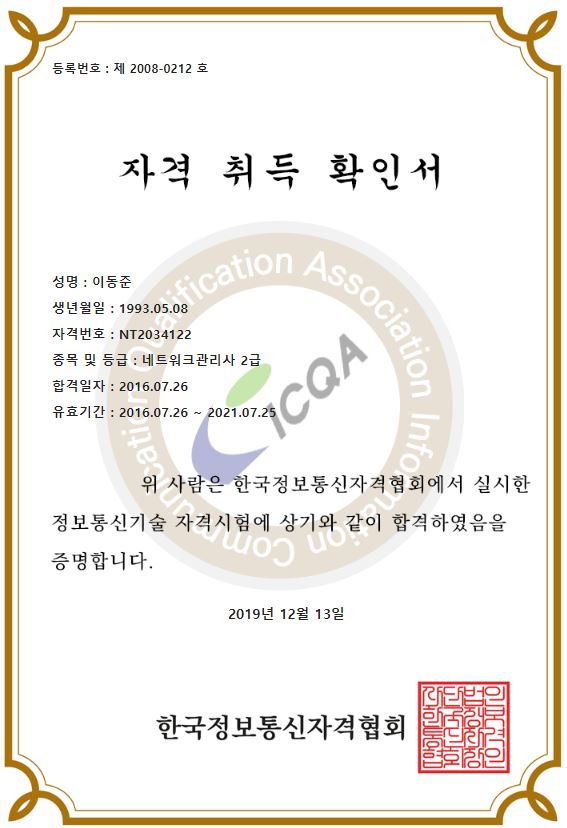 등록번호 : 제 2008-0212 호
자격 취득 확인서
성명 : 이동준
생년월일 : 1993.05.08
자격번호 : NT2034122
종목 및 등급 : 네트워크관리사 2급
합격일자 : 2016.07.26
유효기간 : 2016.07.26 ~ 2021.07.25
Information Communication Qualification Association
ICQA
위 사람은 한국정보통신자격협회에서 실시한
정보통신기술 자격시험에 상기와 같이 합격하였음을
증명합니다.
2019년 12월 13일
한국정보통신자격협회